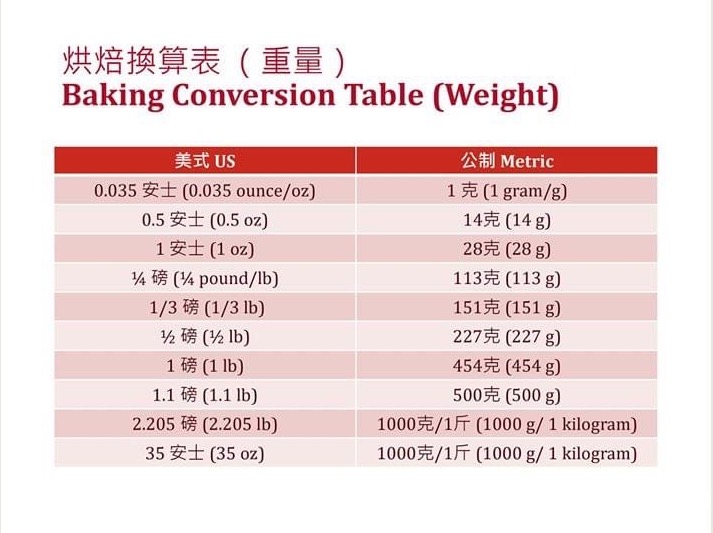 烘焙換算表 （重量）
Baking Conversion Table (Weight)
美式 US 公制 Metric
0.035 安士 (0.035 ounce/oz) 1 克 (1 gram/g)
0.5 安士 (0.5 oz) 14克 (14 g)
1 安士 (1 oz) 28克 (28 g)
¼ 磅 (¼ pound/lb) 113克 (113 g)
1/3 磅 (1/3 lb) 151克 (151 g)
½ 磅 (½ lb) 227克 (227 g)
1 磅 (1 lb) 454克 (454 g)
1.1 磅 (1.1 lb) 500克 (500 g)
2.205 磅 (2.205 lb) 1000克/1斤 (1000 g/ 1 kilogram)
35 安士 (35 oz) 1000克/1斤 (1000 g/ 1 kilogram)